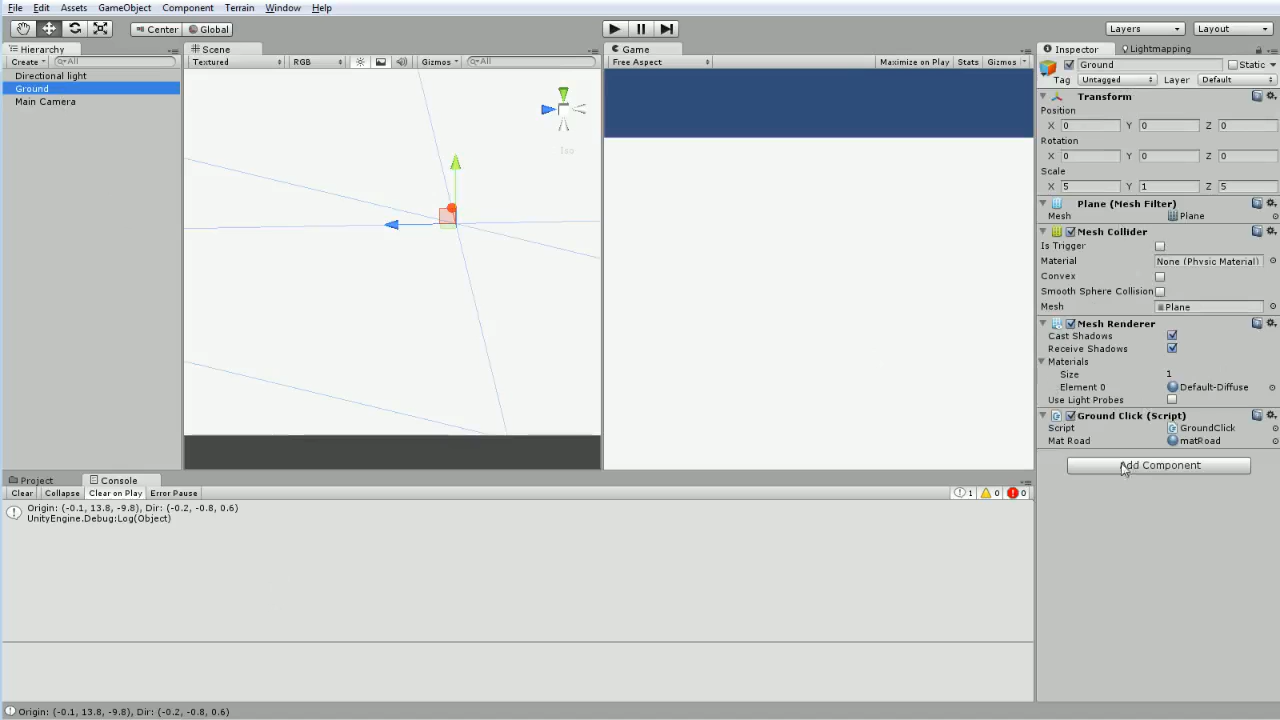 File Edit Assets GameObject Component Terrain Window Help
Center Global Layers Layout
Hierarchy
Create All
Directional light
Ground
Main Camera
Scene
Textured RGB Gizmos All
Iso
Game
Free Aspect Maximize on Play Stats Gizmos
Inspector Lightmapping
Ground Static
Tag Untagged Layer Default
Transform
Position
X 0 Y 0 Z 0
Rotation
X 0 Y 0 Z 0
Scale
X 5 Y 1 Z 5
Plane (Mesh Filter)
Mesh Plane
Mesh Collider
Is Trigger
Material None (Physic Material)
Convex
Smooth Sphere Collision
Mesh Plane
Mesh Renderer
Cast Shadows
Receive Shadows
Materials
Size 1
Element 0 Default-Diffuse
Use Light Probes
Ground Click (Script)
Script GroundClick
Mat Road matRoad
Add Component
Project Console
Clear Collapse Clear on Play Error Pause 1 0 0
Origin: (-0.1, 13.8, -9.8), Dir: (-0.2, -0.8, 0.6)
UnityEngine.Debug:Log(Object)
Origin: (-0.1, 13.8, -9.8), Dir: (-0.2, -0.8, 0.6)